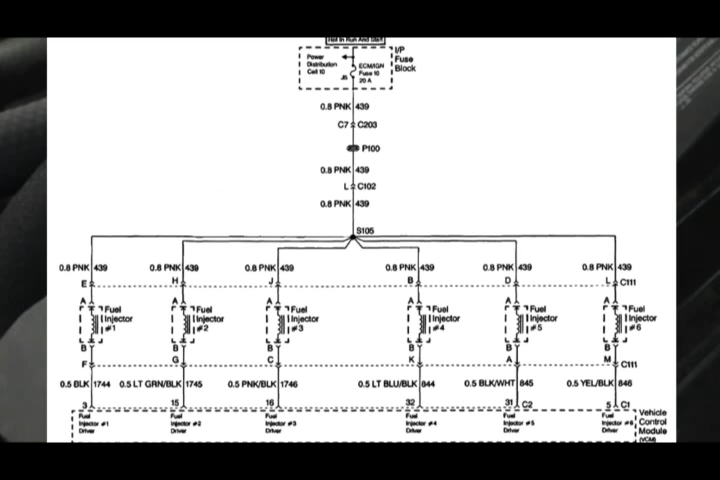 Hot In Run And Start
I/P
Fuse
Block
Power
Distribution
Cell 10
ECM/IGN
Fuse 10
20 A
J5
0.8 PNK 439
C7 C203
P100
0.8 PNK 439
L C102
0.8 PNK 439
S105
0.8 PNK 439 0.8 PNK 439 0.8 PNK 439 0.8 PNK 439 0.8 PNK 439 0.8 PNK 439
E H J B D L C111
A A A A A A
Fuel Fuel Fuel Fuel Fuel Fuel
Injector Injector Injector Injector Injector Injector
#1 #2 #3 #4 #5 #6
B B B B B B
F G C K A M C111
0.5 BLK 1744 0.5 LT GRN/BLK 1745 0.5 PNK/BLK 1746 0.5 LT BLU/BLK 844 0.5 BLK/WHT 845 0.5 YEL/BLK 846
3 15 16 32 31 C2 5 C1
Fuel Fuel Fuel Fuel Fuel Fuel
Injector #1 Injector #2 Injector #3 Injector #4 Injector #5 Injector #6
Driver Driver Driver Driver Driver Driver
Vehicle
Control
Module
(VCM)